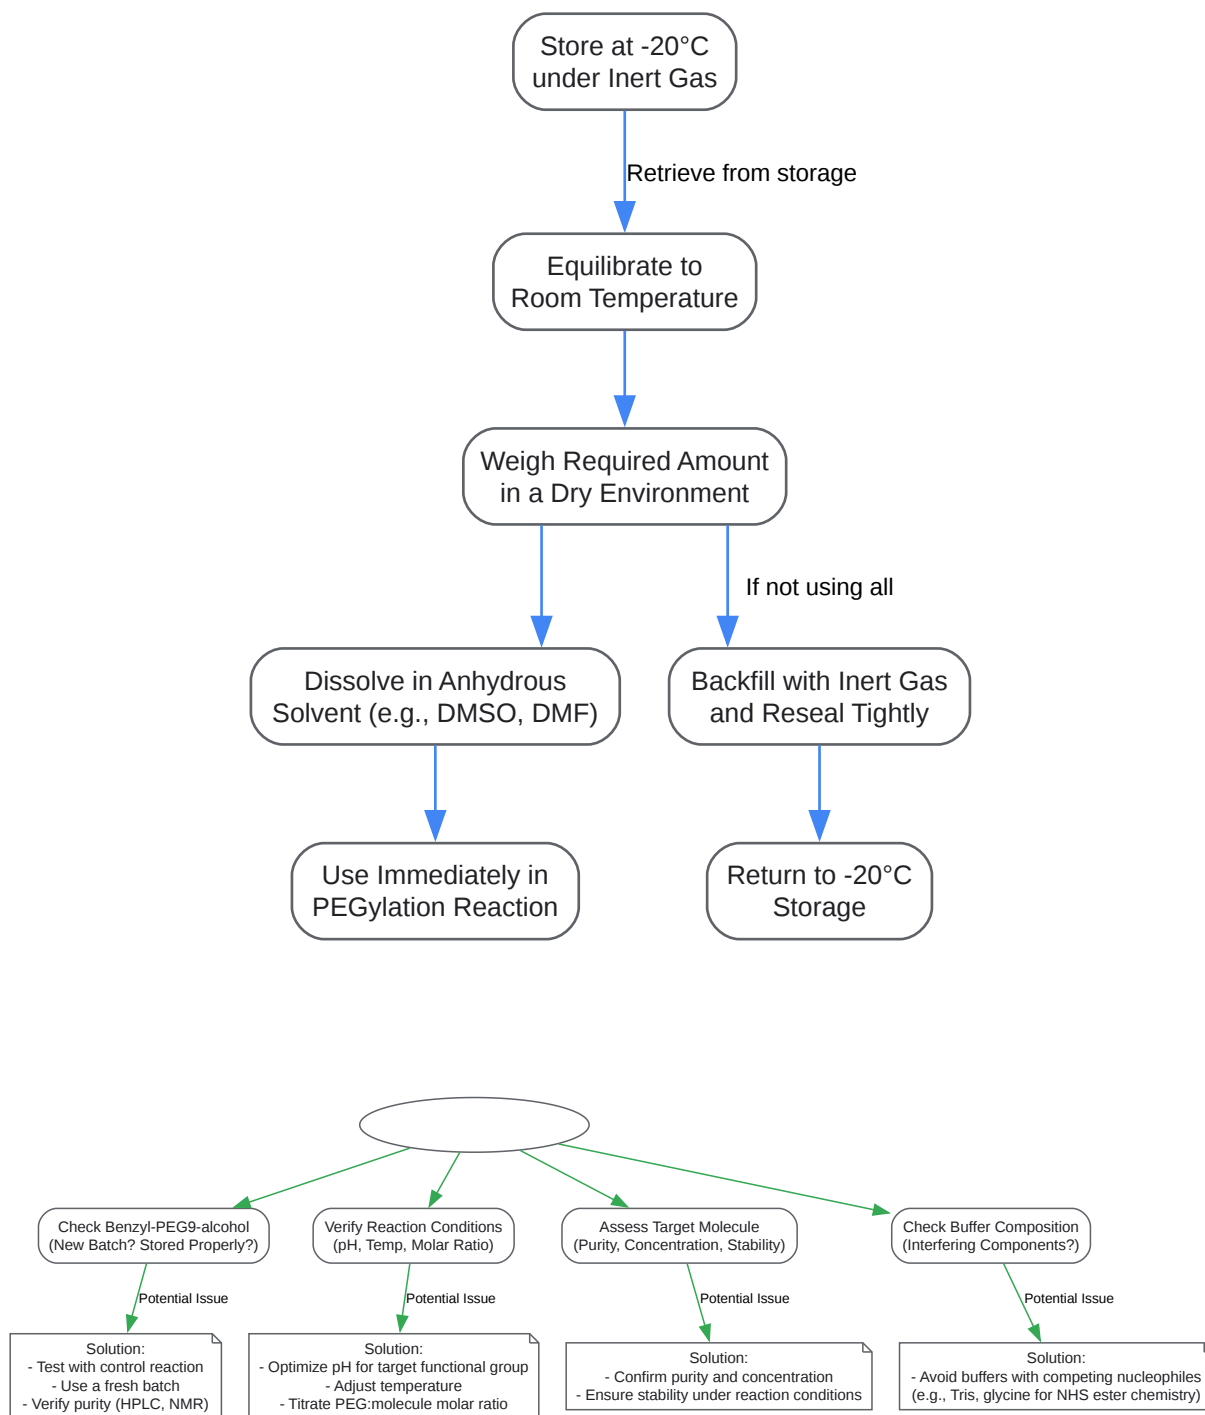 Store at -20°C
under Inert Gas
Retrieve from storage
Equilibrate to
Room Temperature
Weigh Required Amount
in a Dry Environment
If not using all
Dissolve in Anhydrous
Solvent (e.g., DMSO, DMF)
Backfill with Inert Gas
and Reseal Tightly
Use Immediately in
PEGylation Reaction
Return to -20°C
Storage
Check Benzyl-PEG9-alcohol
(New Batch? Stored Properly?)
Verify Reaction Conditions
(pH, Temp, Molar Ratio)
Assess Target Molecule
(Purity, Concentration, Stability)
Check Buffer Composition
(Interfering Components?)
Potential Issue
Potential Issue
Potential Issue
Potential Issue
Solution:
- Test with control reaction
- Use a fresh batch
- Verify purity (HPLC, NMR)
Solution:
- Optimize pH for target functional group
- Adjust temperature
- Titrate PEG:molecule molar ratio
Solution:
- Confirm purity and concentration
- Ensure stability under reaction conditions
Solution:
- Avoid buffers with competing nucleophiles
(e.g., Tris, glycine for NHS ester chemistry)